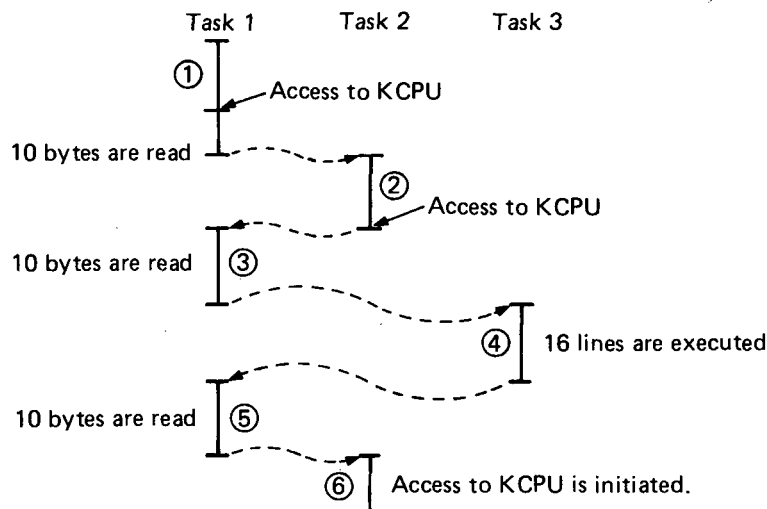 Task 1 Task 2 Task 3
①
Access to KCPU
10 bytes are read
②
Access to KCPU
10 bytes are read
③
④ 16 lines are executed
10 bytes are read
⑤
⑥ Access to KCPU is initiated.